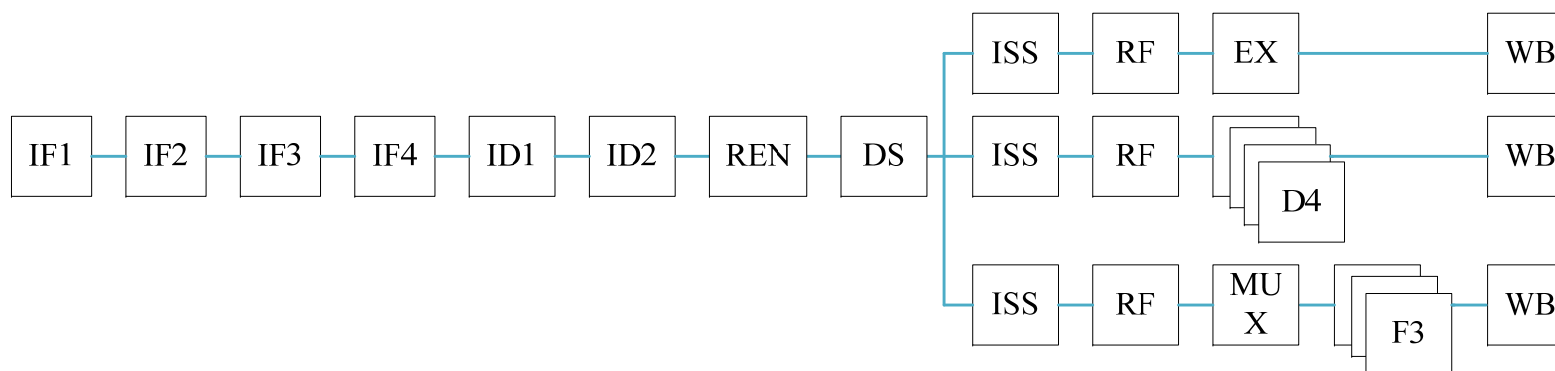 ISS RF EX WB
IF1 IF2 IF3 IF4 ID1 ID2 REN DS ISS RF WB
D4
ISS RF MU
X WB
F3